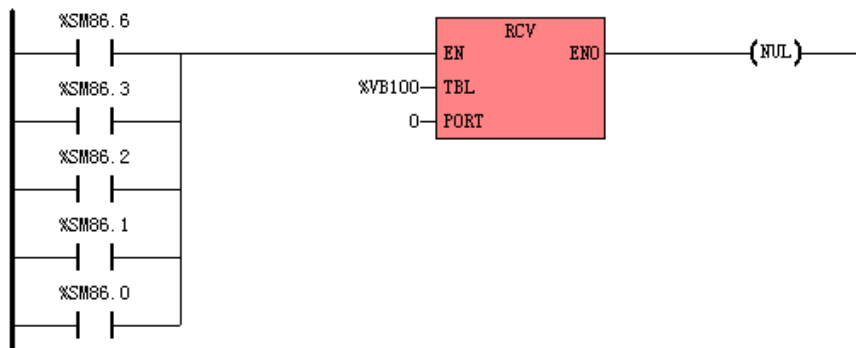 %SM86.6
RCV
EN ENO (NUL)
%SM86.3
%VB100 TBL
0 PORT
%SM86.2
%SM86.1
%SM86.0